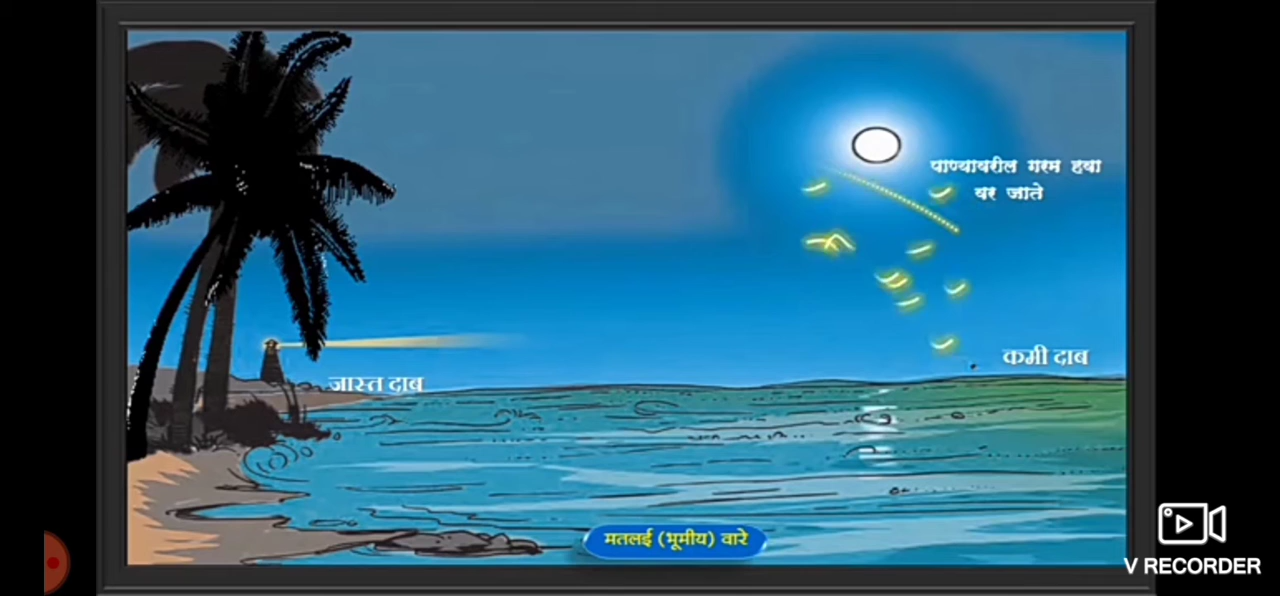 पाण्यावरील गरम हवा
वर जाते
कमी दाब
जास्त दाब
मतलई (भूमीय) वारे
V RECORDER